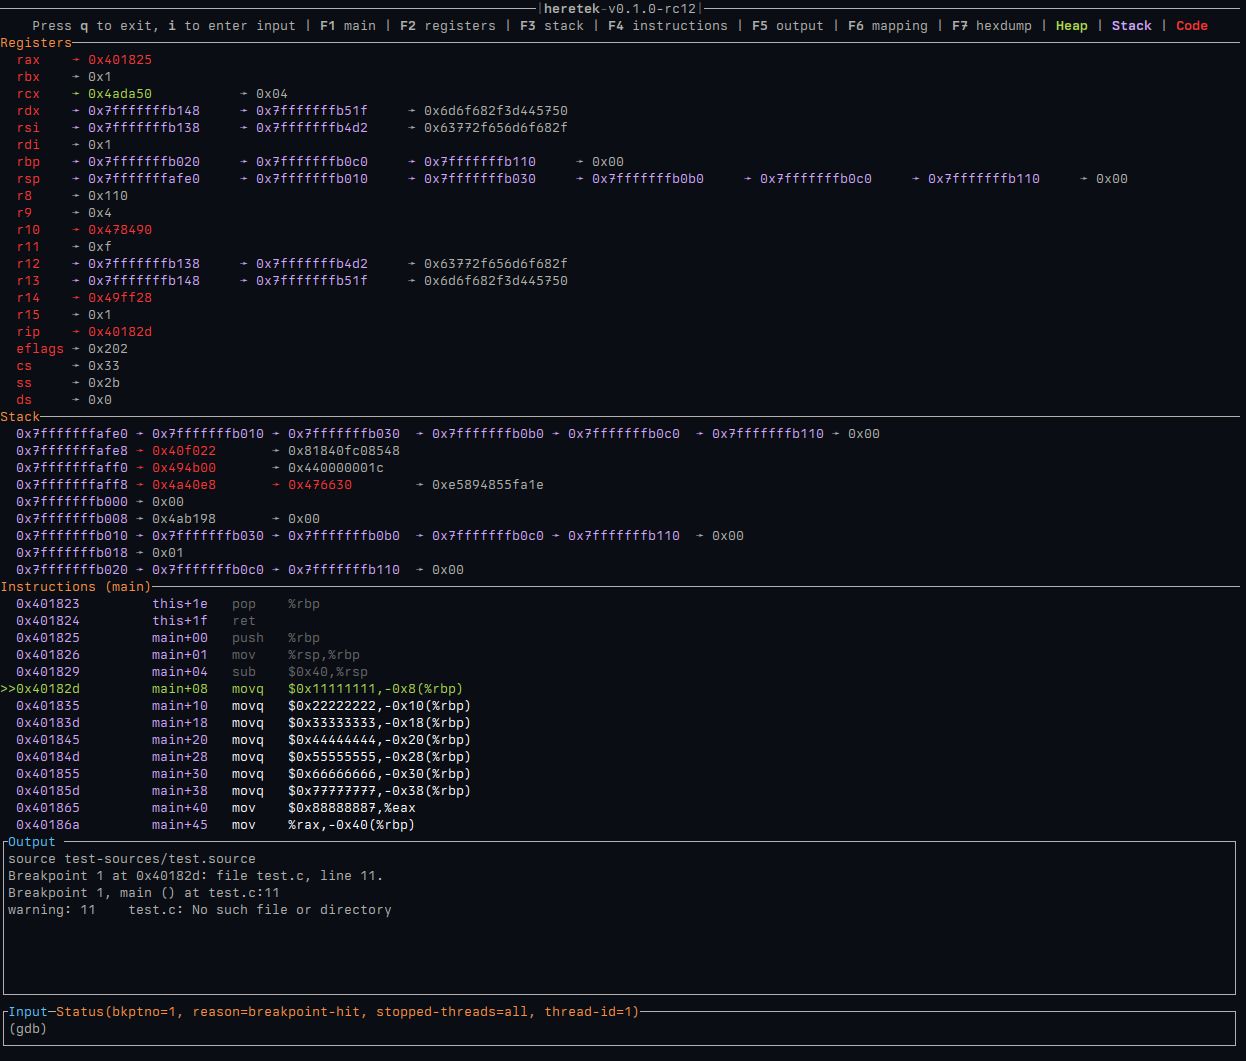 |heretek-v0.1.0-rc12|
Press q to exit, i to enter input | F1 main | F2 registers | F3 stack | F4 instructions | F5 output | F6 mapping | F7 hexdump | Heap | Stack | Code
Registers
rax → 0x401825
rbx → 0x1
rcx → 0x4ada50 → 0x04
rdx → 0x7fffffffb148 → 0x7fffffffb51f → 0x6d6f682f3d445750
rsi → 0x7fffffffb138 → 0x7fffffffb4d2 → 0x63772f656d6f682f
rdi → 0x1
rbp → 0x7fffffffb020 → 0x7fffffffb0c0 → 0x7fffffffb110 → 0x00
rsp → 0x7fffffffafe0 → 0x7fffffffb010 → 0x7fffffffb030 → 0x7fffffffb0b0 → 0x7fffffffb0c0 → 0x7fffffffb110 → 0x00
r8 → 0x110
r9 → 0x4
r10 → 0x478490
r11 → 0xf
r12 → 0x7fffffffb138 → 0x7fffffffb4d2 → 0x63772f656d6f682f
r13 → 0x7fffffffb148 → 0x7fffffffb51f → 0x6d6f682f3d445750
r14 → 0x49ff28
r15 → 0x1
rip → 0x40182d
eflags → 0x202
cs → 0x33
ss → 0x2b
ds → 0x0
Stack
0x7fffffffafe0 → 0x7fffffffb010 → 0x7fffffffb030 → 0x7fffffffb0b0 → 0x7fffffffb0c0 → 0x7fffffffb110 → 0x00
0x7fffffffafe8 → 0x40f022 → 0x81840fc08548
0x7fffffffaff0 → 0x494b00 → 0x440000001c
0x7fffffffaff8 → 0x4a40e8 → 0x476630 → 0xe5894855fa1e
0x7fffffffb000 → 0x00
0x7fffffffb008 → 0x4ab198 → 0x00
0x7fffffffb010 → 0x7fffffffb030 → 0x7fffffffb0b0 → 0x7fffffffb0c0 → 0x7fffffffb110 → 0x00
0x7fffffffb018 → 0x01
0x7fffffffb020 → 0x7fffffffb0c0 → 0x7fffffffb110 → 0x00
Instructions (main)
0x401823 this+1e pop %rbp
0x401824 this+1f ret
0x401825 main+00 push %rbp
0x401826 main+01 mov %rsp,%rbp
0x401829 main+04 sub $0x40,%rsp
>>0x40182d main+08 movq $0x11111111,-0x8(%rbp)
0x401835 main+10 movq $0x22222222,-0x10(%rbp)
0x40183d main+18 movq $0x33333333,-0x18(%rbp)
0x401845 main+20 movq $0x44444444,-0x20(%rbp)
0x40184d main+28 movq $0x55555555,-0x28(%rbp)
0x401855 main+30 movq $0x66666666,-0x30(%rbp)
0x40185d main+38 movq $0x77777777,-0x38(%rbp)
0x401865 main+40 mov $0x88888887,%eax
0x40186a main+45 mov %rax,-0x40(%rbp)
Output
source test-sources/test.source
Breakpoint 1 at 0x40182d: file test.c, line 11.
Breakpoint 1, main () at test.c:11
warning: 11 test.c: No such file or directory
Input—Status(bkptno=1, reason=breakpoint-hit, stopped-threads=all, thread-id=1)
(gdb)